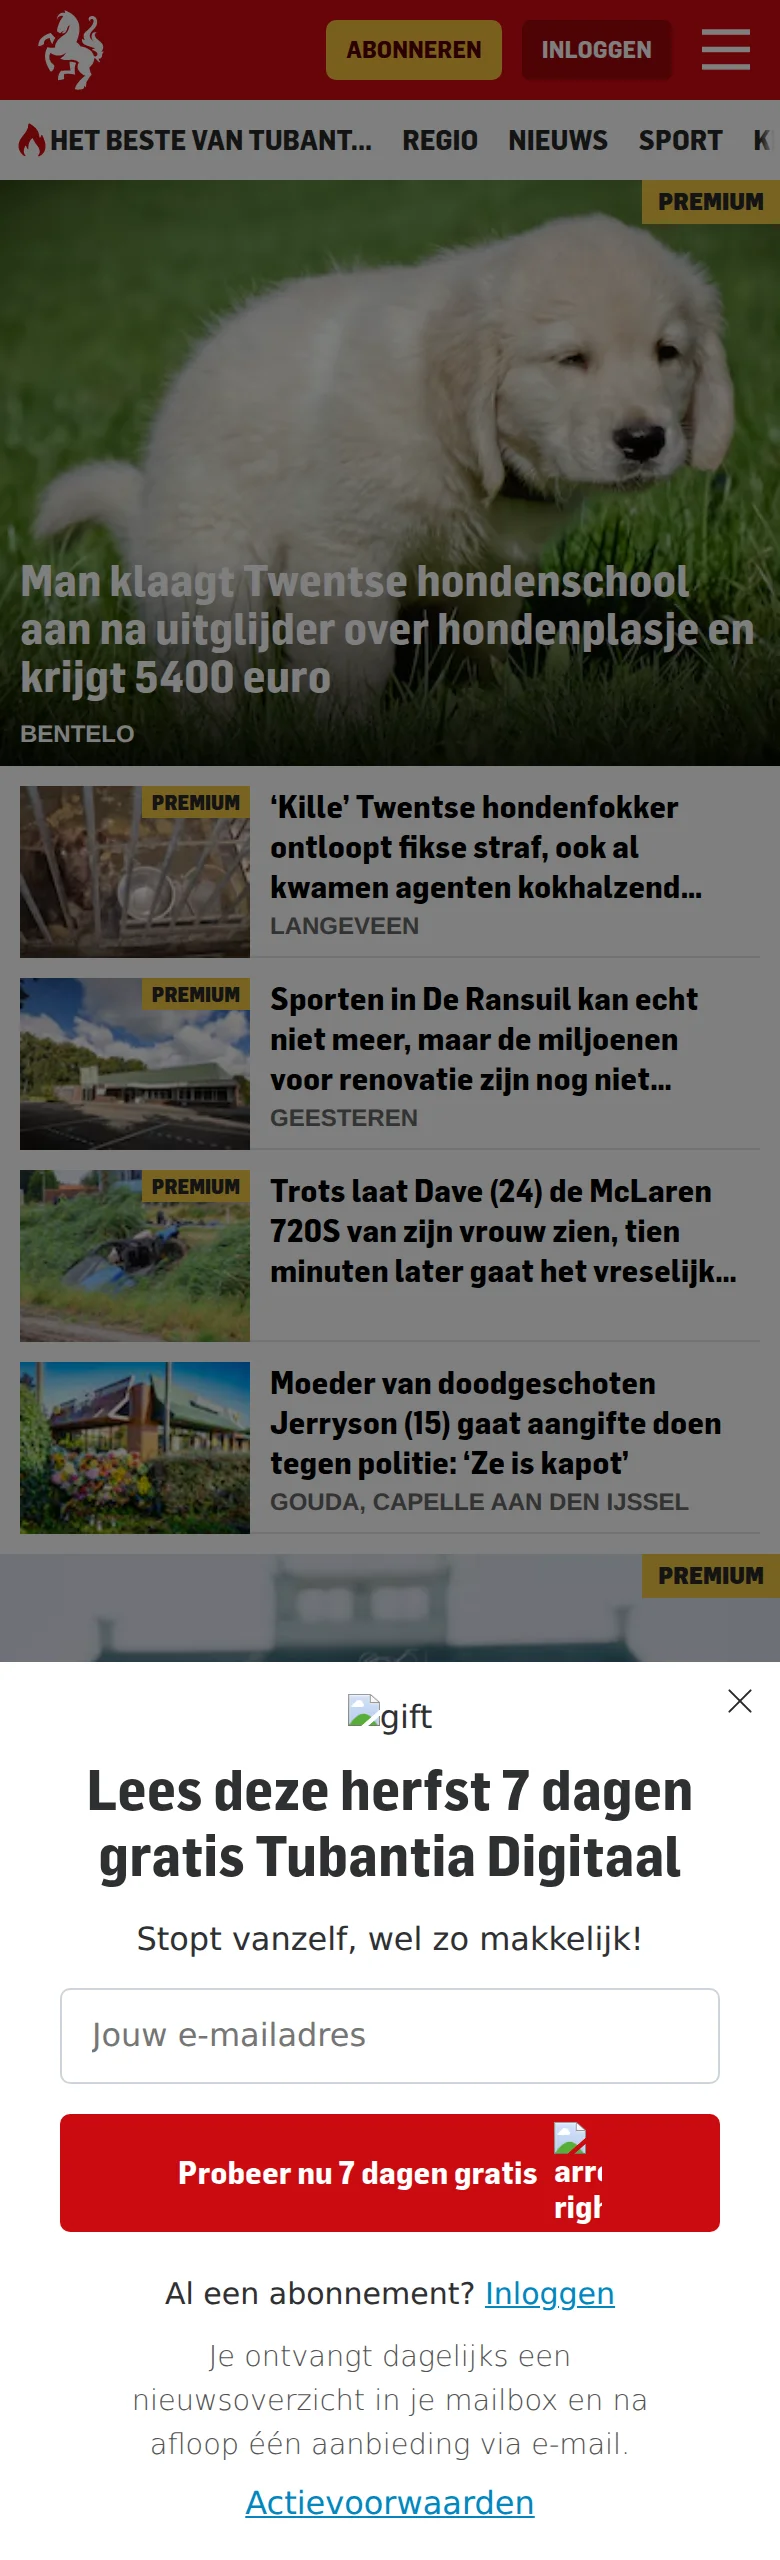 ABONNEREN
INLOGGEN
HET BESTE VAN TUBANT...
REGIO
NIEUWS
SPORT
K
PREMIUM
Man klaagt Twentse hondenschool
aan na uitglijder over hondenplasje en
krijgt 5400 euro
BENTELO
PREMIUM
‘Kille’ Twentse hondenfokker
ontloopt fikse straf, ook al
kwamen agenten kokhalzend...
LANGEVEEN
PREMIUM
Sporten in De Ransuil kan echt
niet meer, maar de miljoenen
voor renovatie zijn nog niet...
GEESTEREN
PREMIUM
Trots laat Dave (24) de McLaren
720S van zijn vrouw zien, tien
minuten later gaat het vreselijk...
Moeder van doodgeschoten
Jerryson (15) gaat aangifte doen
tegen politie: ‘Ze is kapot’
GOUDA, CAPELLE AAN DEN IJSSEL
PREMIUM
gift
Lees deze herfst 7 dagen
gratis Tubantia Digitaal
Stopt vanzelf, wel zo makkelijk!
Jouw e-mailadres
Probeer nu 7 dagen gratis
arr
righ
Al een abonnement? Inloggen
Je ontvangt dagelijks een
nieuwsoverzicht in je mailbox en na
afloop één aanbieding via e-mail.
Actievoorwaarden